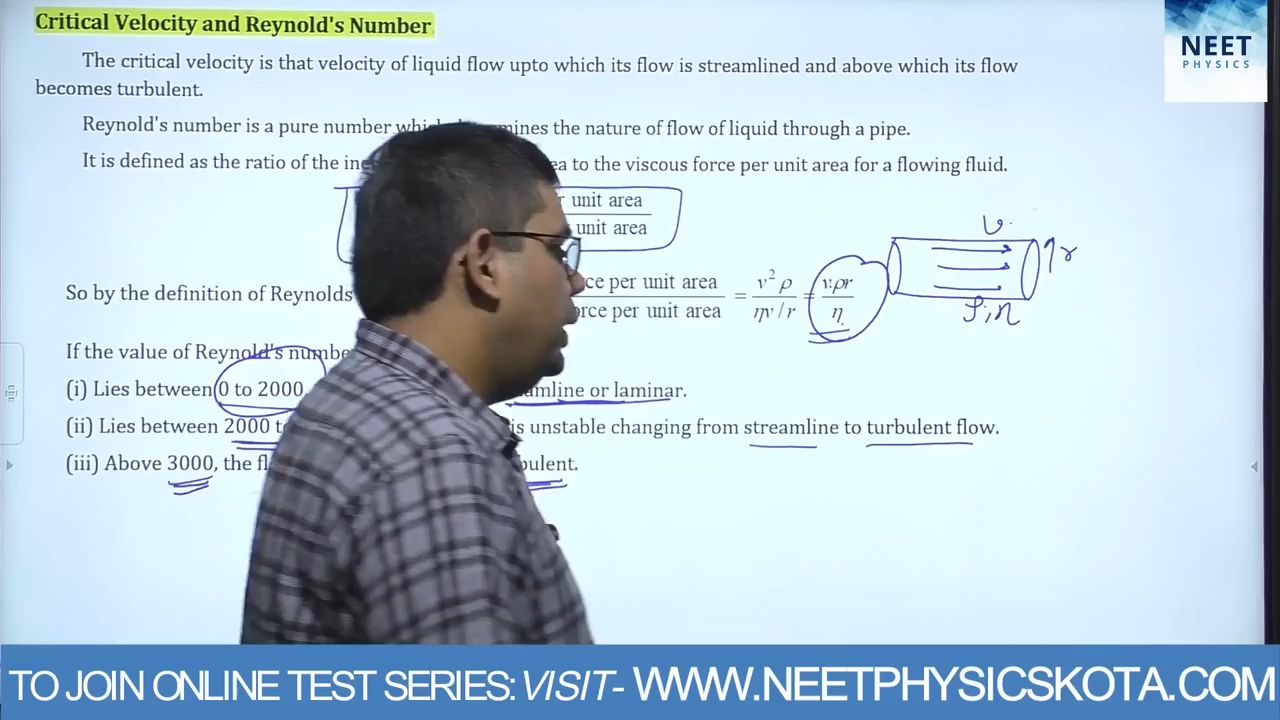 Critical Velocity and Reynold's Number
NEET
PHYSICS
The critical velocity is that velocity of liquid flow upto which its flow is streamlined and above which its flow
becomes turbulent.
Reynold's number is a pure number which determines the nature of flow of liquid through a pipe.
It is defined as the ratio of the ine ea to the viscous force per unit area for a flowing fluid.
r unit area
unit area
v.
r
ρ, η
So by the definition of Reynolds ce per unit area / orce per unit area = v² ρ / ηv / r = vρr / η
If the value of Reynold's numbe
(i) Lies between 0 to 2000, amline or laminar.
(ii) Lies between 2000 to is unstable changing from streamline to turbulent flow.
(iii) Above 3000, the fl bulent.
TO JOIN ONLINE TEST SERIES: VISIT- WWW.NEETPHYSICSKOTA.COM